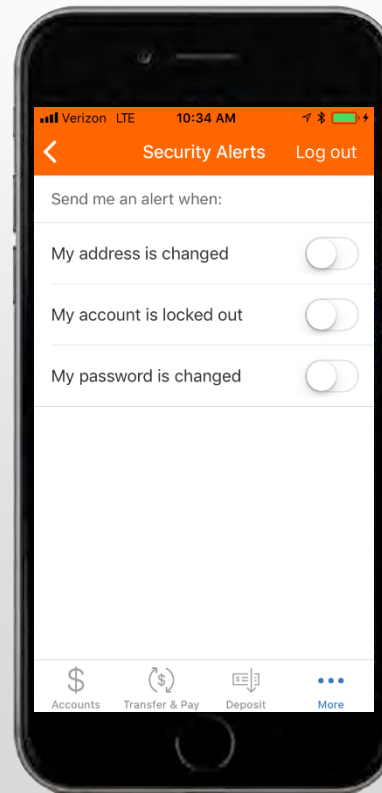 Verizon LTE 10:34 AM
Security Alerts Log out
Send me an alert when:
My address is changed
My account is locked out
My password is changed
$ $
Accounts Transfer & Pay Deposit More